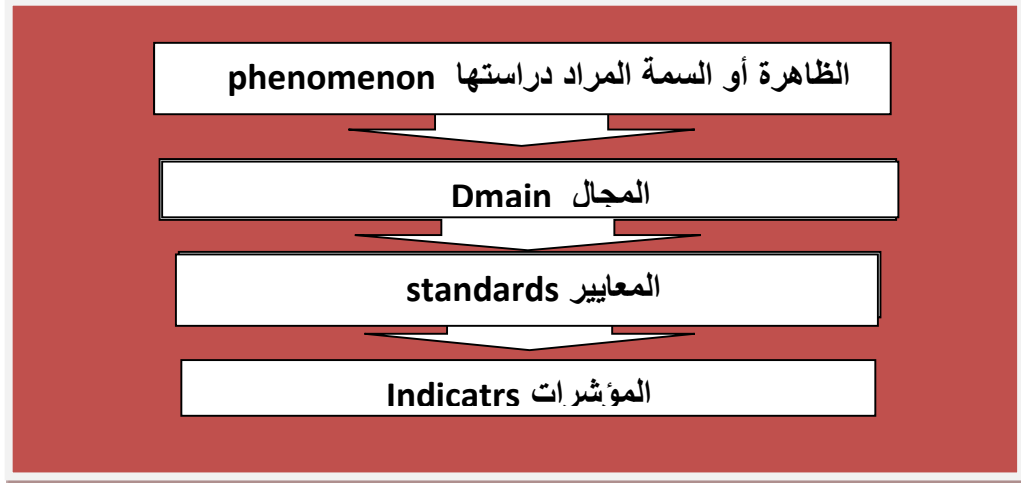 الظاهرة أو السمة المراد دراستها phenomenon
المجال Dmain
المعايير standards
المؤشرات Indicatrs